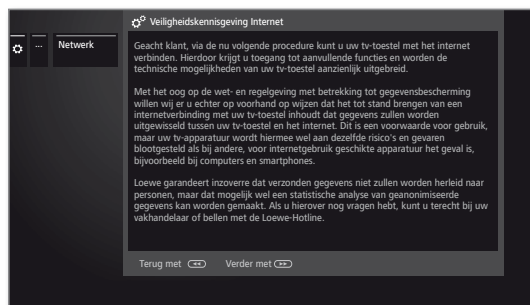 Veiligheidskennisgeving Internet
... Netwerk
Geacht klant, via de nu volgende procedure kunt u uw tv-toestel met het internet
verbinden. Hierdoor krijgt u toegang tot aanvullende functies en worden de
technische mogelijkheden van uw tv-toestel aanzienlijk uitgebreid.
Met het oog op de wet- en regelgeving met betrekking tot gegevensbescherming
willen wij er u echter op voorhand op wijzen dat het tot stand brengen van een
internetverbinding met uw tv-toestel inhoudt dat gegevens zullen worden
uitgewisseld tussen uw tv-toestel en het internet. Dit is een voorwaarde voor gebruik,
maar uw tv-apparatuur wordt hiermee wel aan dezelfde risico's en gevaren
blootgesteld als bij andere, voor internetgebruik geschikte apparatuur het geval is,
bijvoorbeeld bij computers en smartphones.
Loewe garandeert inzoverre dat verzonden gegevens niet zullen worden herleid naar
personen, maar dat mogelijk wel een statistische analyse van geanonimiseerde
gegevens kan worden gemaakt. Als u hierover nog vragen hebt, kunt u terecht bij uw
vakhandelaar of bellen met de Loewe-Hotline.
Terug met Verder met